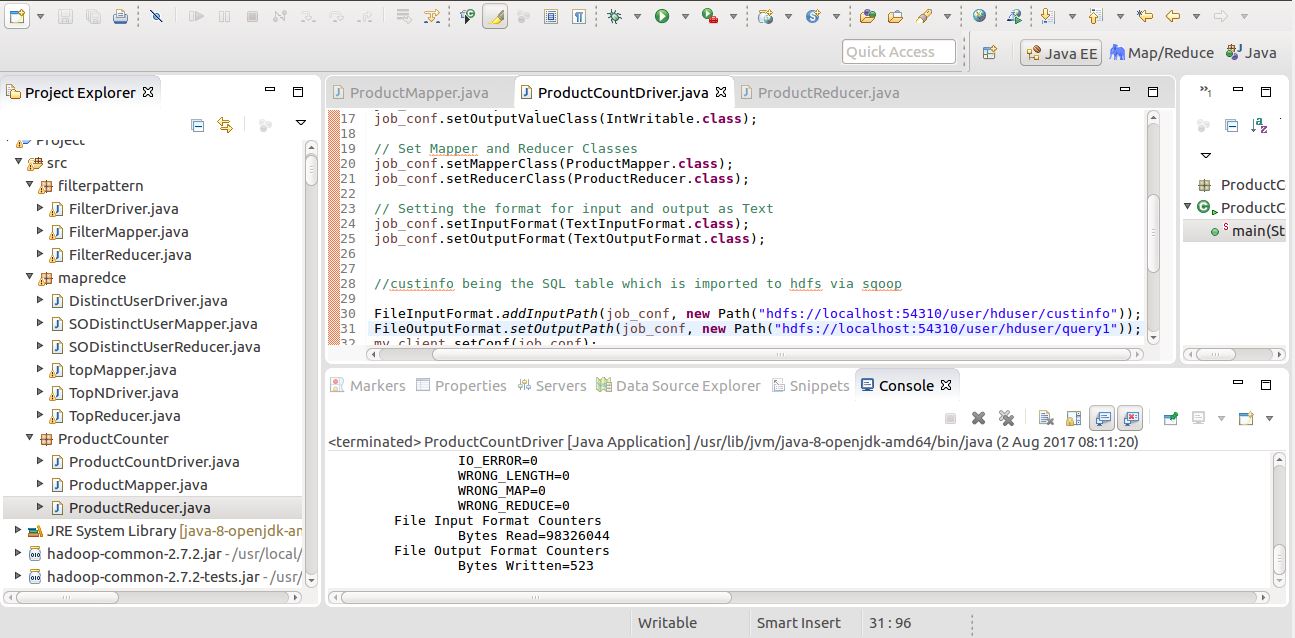 Quick Access
Java EE
Map/Reduce
Java
Project Explorer
src
filterpattern
FilterDriver.java
FilterMapper.java
FilterReducer.java
mapredce
DistinctUserDriver.java
SODistinctUserMapper.java
SODistinctUserReducer.java
topMapper.java
TopNDriver.java
TopReducer.java
ProductCounter
ProductCountDriver.java
ProductMapper.java
ProductReducer.java
JRE System Library [java-8-openjdk-am
hadoop-common-2.7.2.jar - /usr/local/
hadoop-common-2.7.2-tests.jar - /usr/
ProductMapper.java
ProductCountDriver.java
ProductReducer.java
17 job_conf.setOutputValueClass(IntWritable.class);
18
19 // Set Mapper and Reducer Classes
20 job_conf.setMapperClass(ProductMapper.class);
21 job_conf.setReducerClass(ProductReducer.class);
22
23 // Setting the format for input and output as Text
24 job_conf.setInputFormat(TextInputFormat.class);
25 job_conf.setOutputFormat(TextOutputFormat.class);
26
27
28 //custinfo being the SQL table which is imported to hdfs via sqoop
29
30 FileInputFormat.addInputPath(job_conf, new Path("hdfs://localhost:54310/user/hduser/custinfo"));
31 FileOutputFormat.setOutputPath(job_conf, new Path("hdfs://localhost:54310/user/hduser/query1"));
32 my_client.setConf(job_conf);
ProductC
ProductC
main(St
Markers
Properties
Servers
Data Source Explorer
Snippets
Console
<terminated> ProductCountDriver [Java Application] /usr/lib/jvm/java-8-openjdk-amd64/bin/java (2 Aug 2017 08:11:20)
IO_ERROR=0
WRONG_LENGTH=0
WRONG_MAP=0
WRONG_REDUCE=0
File Input Format Counters
Bytes Read=98326044
File Output Format Counters
Bytes Written=523
Writable
Smart Insert
31 : 96